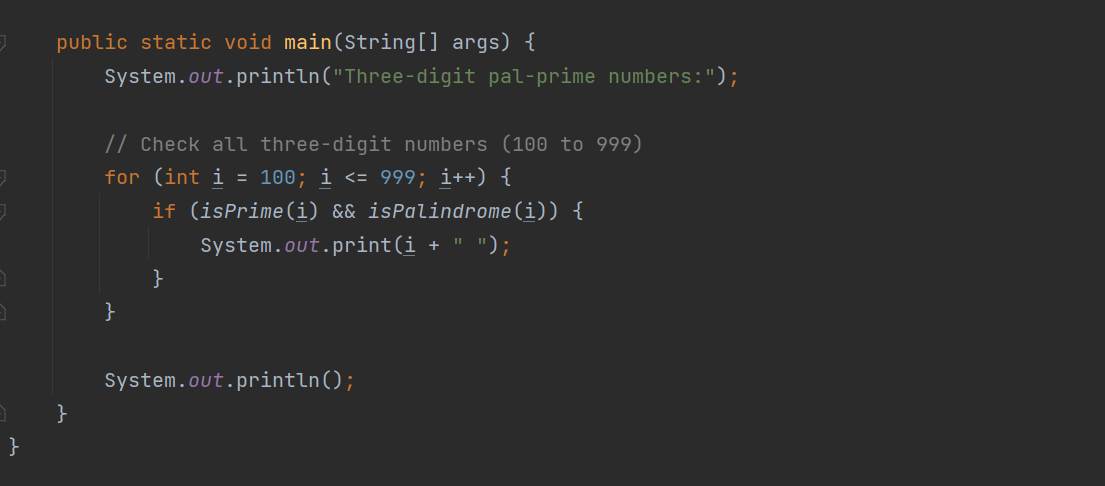 public static void main(String[] args) {
System.out.println("Three-digit pal-prime numbers:");
// Check all three-digit numbers (100 to 999)
for (int i = 100; i <= 999; i++) {
if (isPrime(i) && isPalindrome(i)) {
System.out.print(i + " ");
}
}
System.out.println();
}
}